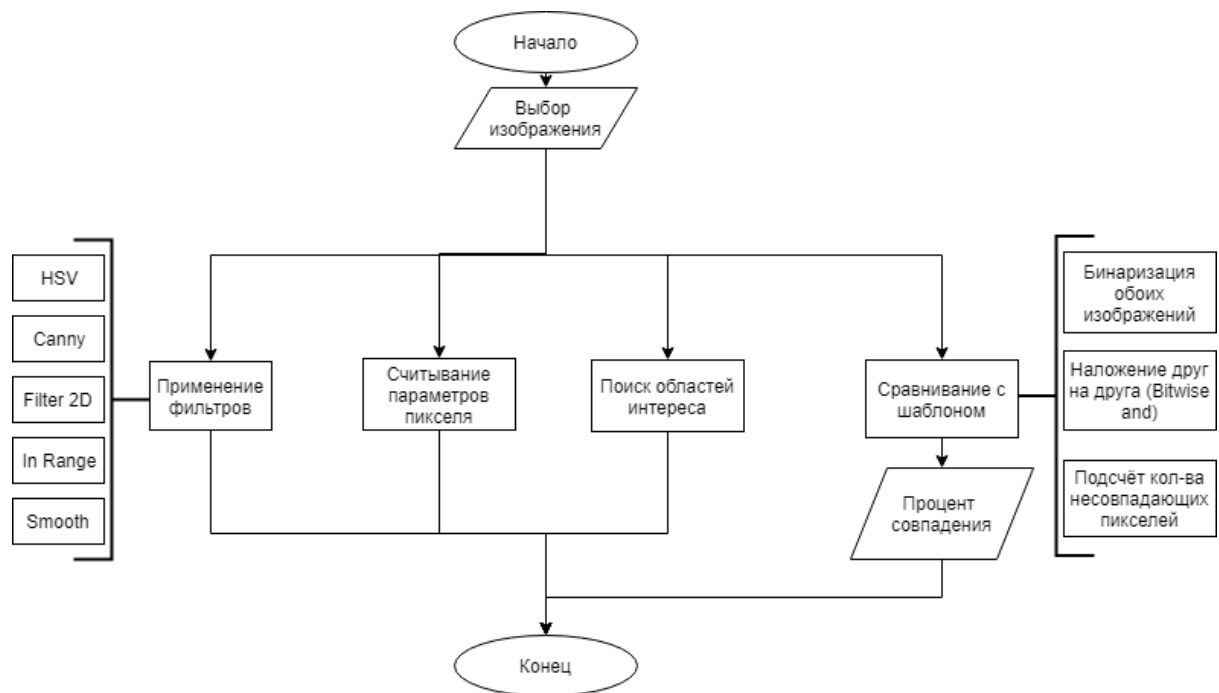 Начало
Выбор
изображения
HSV
Canny
Filter 2D
In Range
Smooth
Применение
фильтров
Считывание
параметров
пикселя
Поиск областей
интереса
Сравнивание с
шаблоном
Бинаризация
обоих
изображений
Наложение друг
на друга (Bitwise
and)
Подсчёт кол-ва
несовпадающих
пикселей
Процент
совпадения
Конец